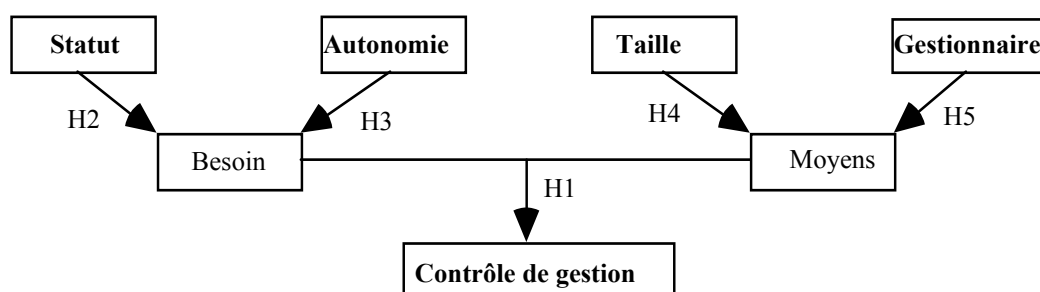 Statut
Autonomie
Taille
Gestionnaire
H2
H3
H4
H5
Besoin
Moyens
H1
Contrôle de gestion